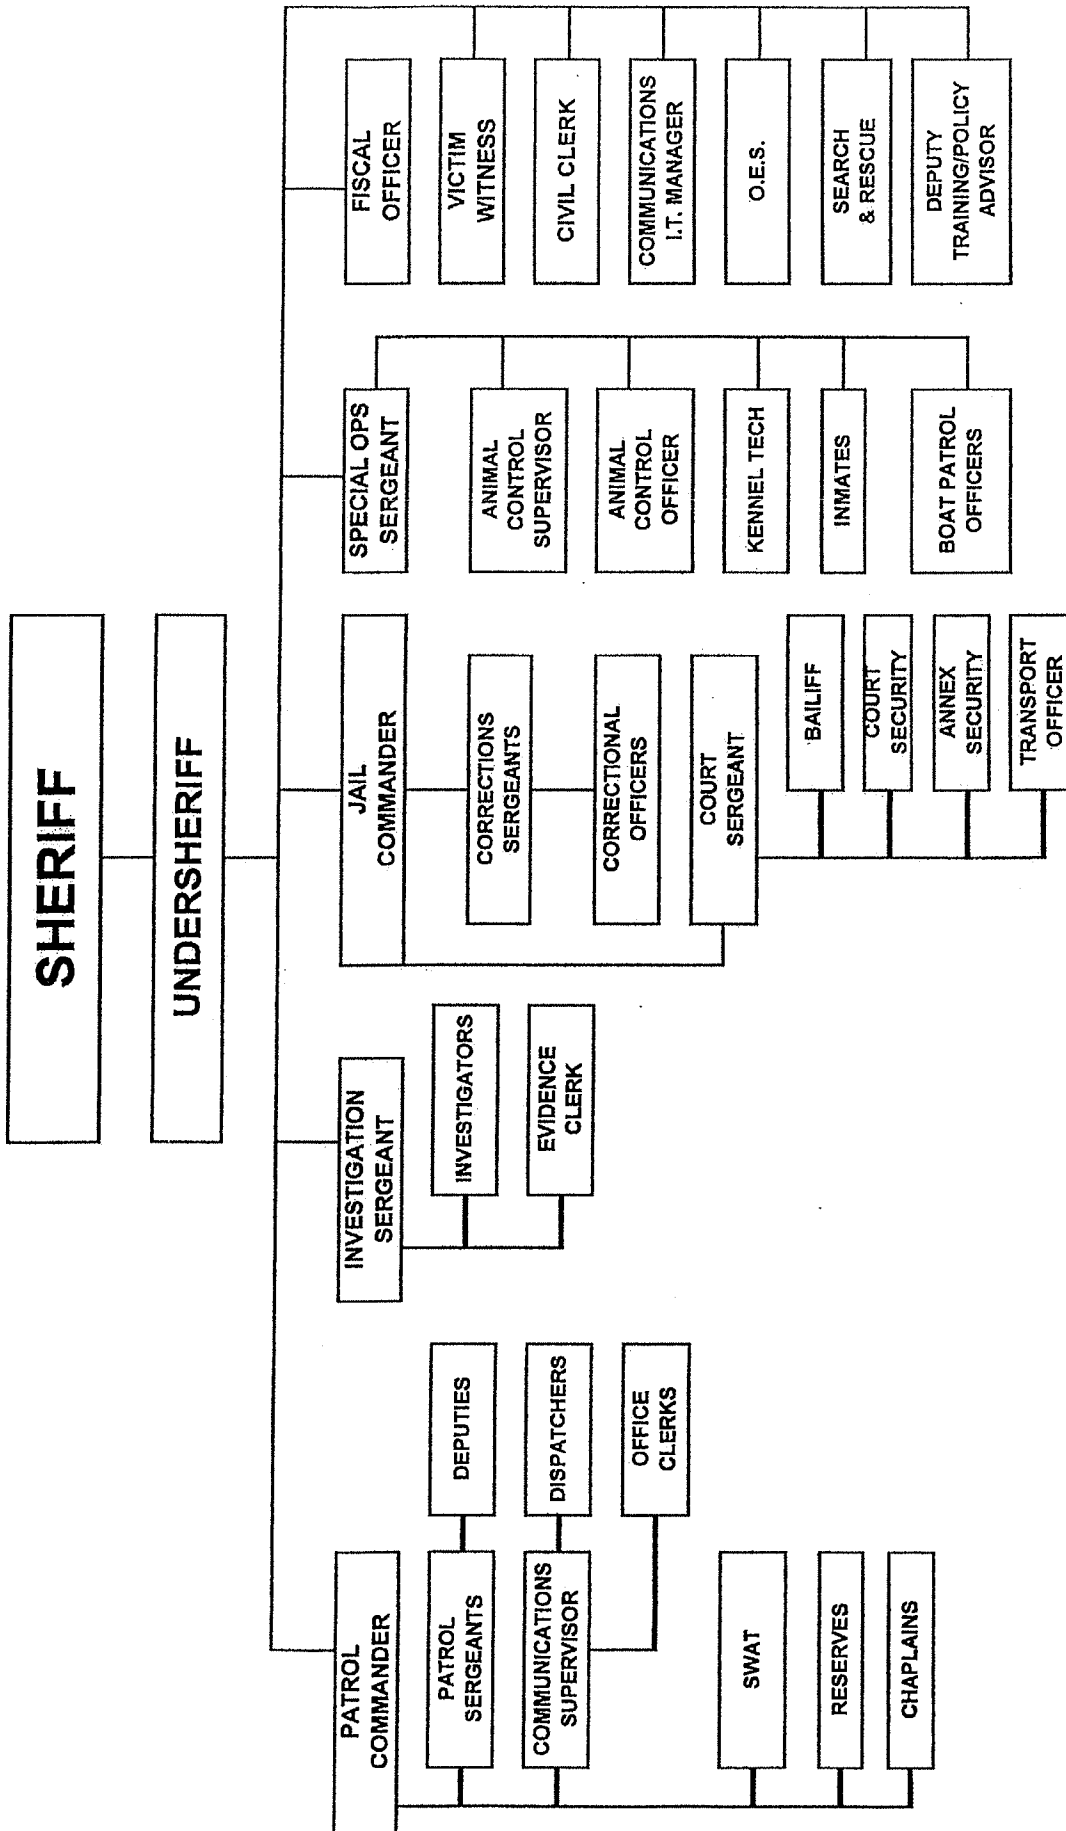 SHERIFF
UNDERSHERIFF
PATROL
COMMANDER
PATROL
SERGEANTS
DEPUTIES
COMMUNICATIONS
SUPERVISOR
DISPATCHERS
OFFICE
CLERKS
SWAT
RESERVES
CHAPLAINS
INVESTIGATION
SERGEANT
INVESTIGATORS
EVIDENCE
CLERK
JAIL
COMMANDER
CORRECTIONS
SERGEANTS
CORRECTIONAL
OFFICERS
COURT
SERGEANT
BAILIFF
COURT
SECURITY
ANNEX
SECURITY
TRANSPORT
OFFICER
SPECIAL OPS
SERGEANT
ANIMAL
CONTROL
SUPERVISOR
ANIMAL
CONTROL
OFFICER
KENNEL TECH
INMATES
BOAT PATROL
OFFICERS
FISCAL
OFFICER
VICTIM
WITNESS
CIVIL CLERK
COMMUNICATIONS
I.T. MANAGER
O.E.S.
SEARCH
& RESCUE
DEPUTY
TRAINING/POLICY
ADVISOR